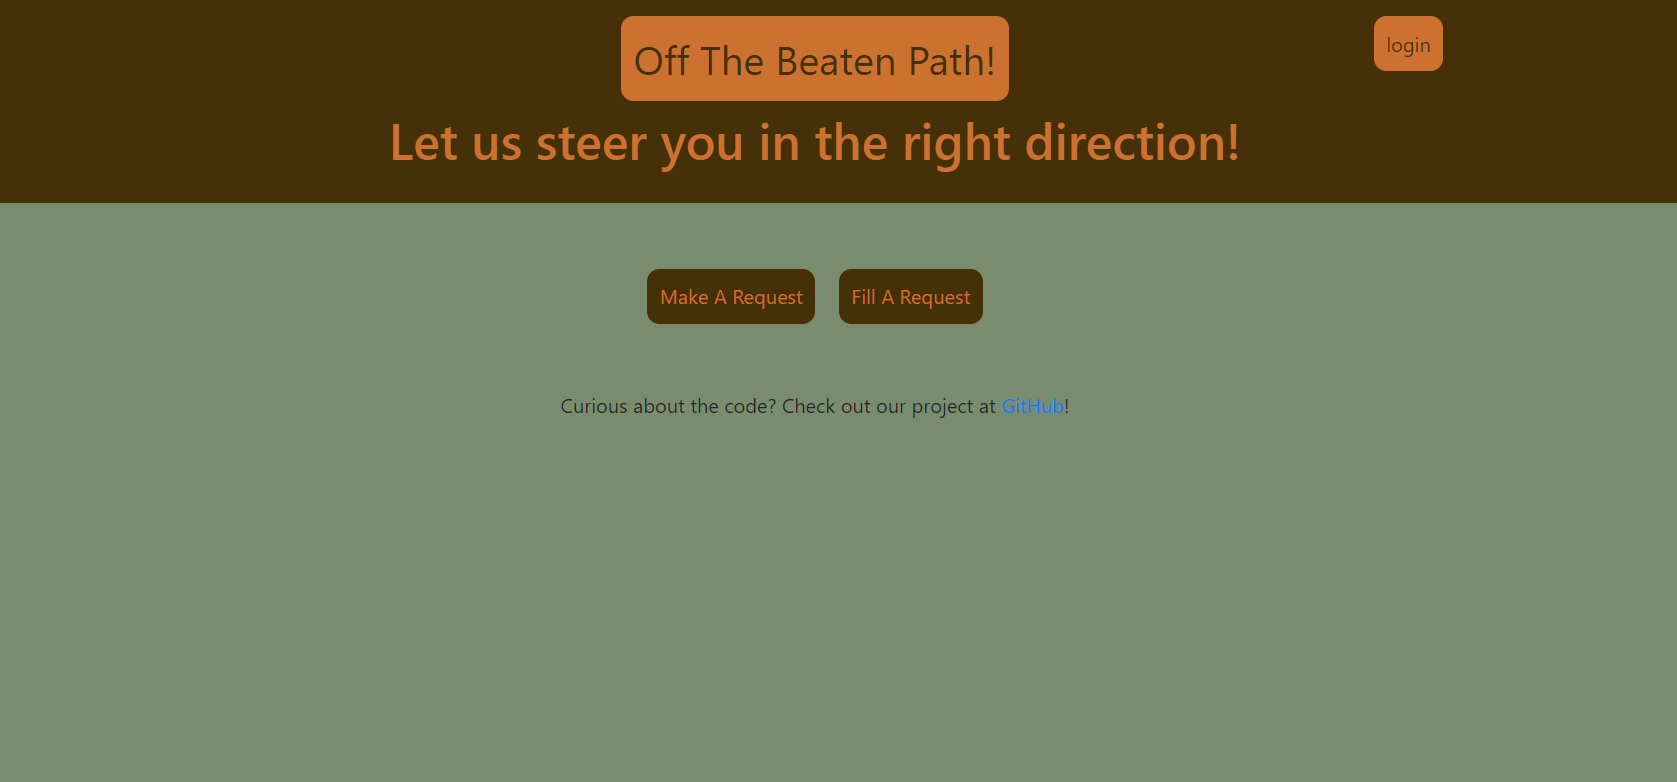 Off The Beaten Path!
login
Let us steer you in the right direction!
Make A Request
Fill A Request
Curious about the code? Check out our project at GitHub!